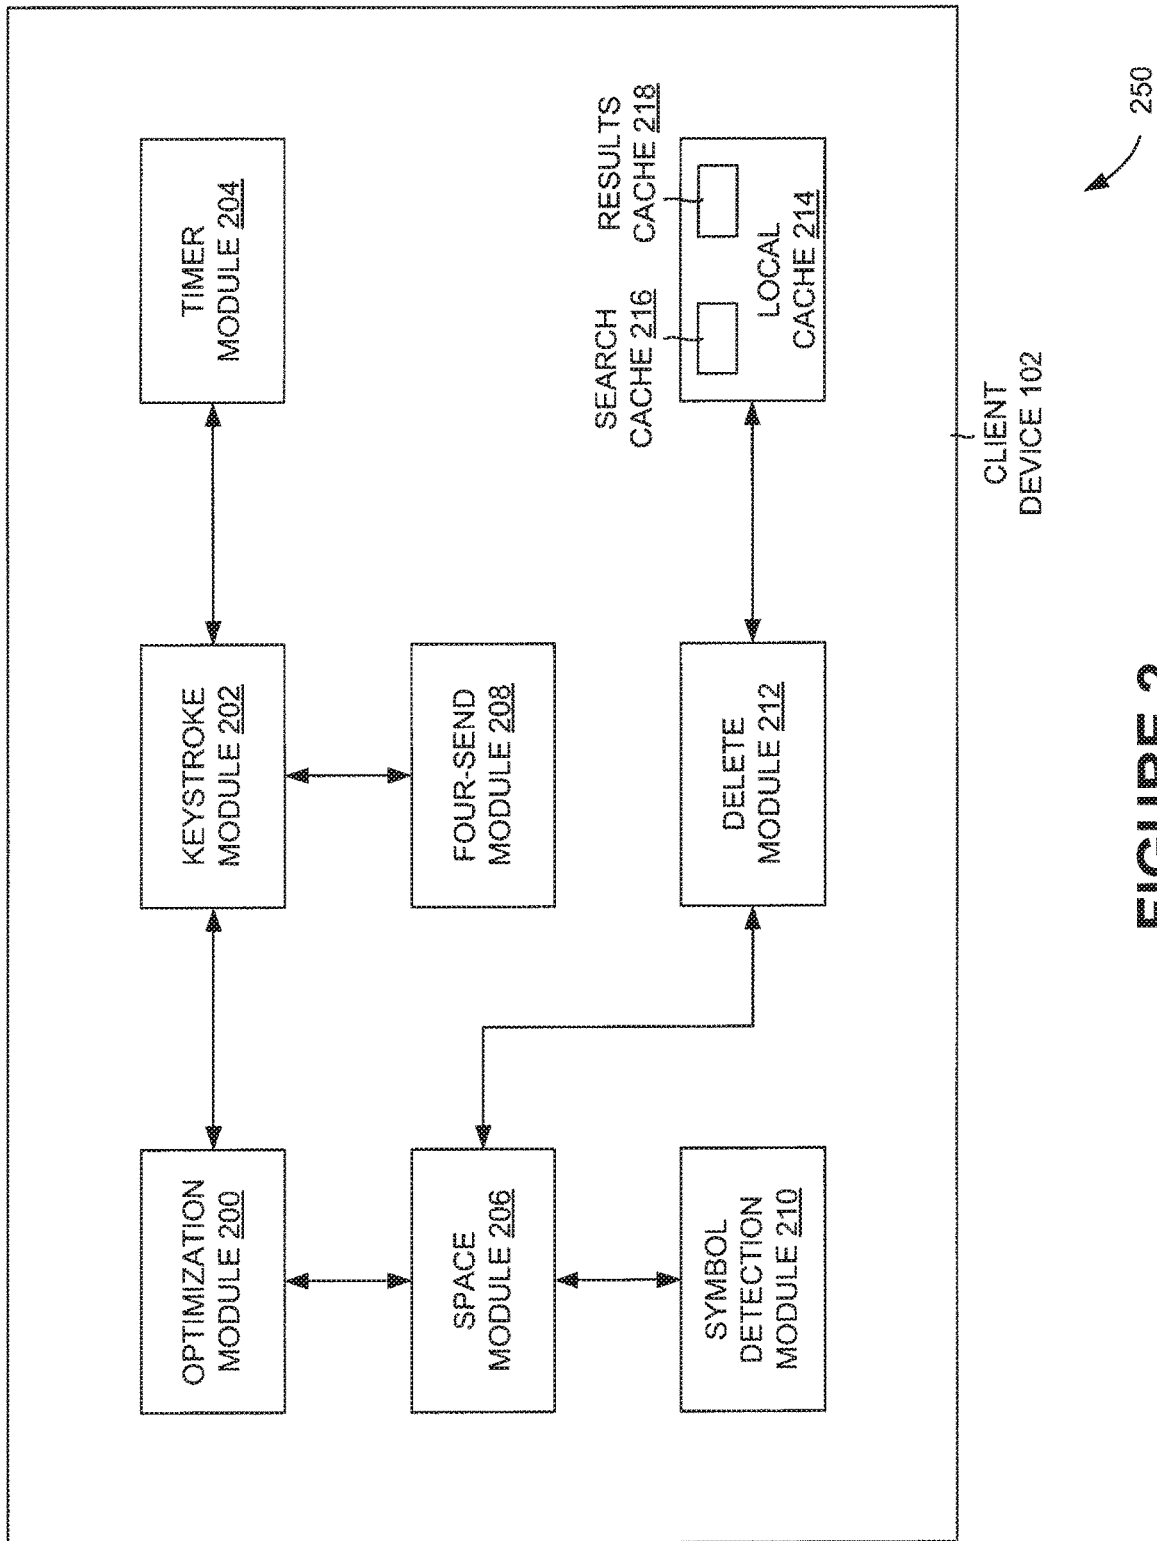 OPTIMIZATION
MODULE 200
KEYSTROKE
MODULE 202
TIMER
MODULE 204
SPACE
MODULE 206
FOUR-SEND
MODULE 208
SYMBOL
DETECTION
MODULE 210
DELETE
MODULE 212
SEARCH
CACHE 216
RESULTS
CACHE 218
LOCAL
CACHE 214
CLIENT
DEVICE 102
250
FIGURE 2